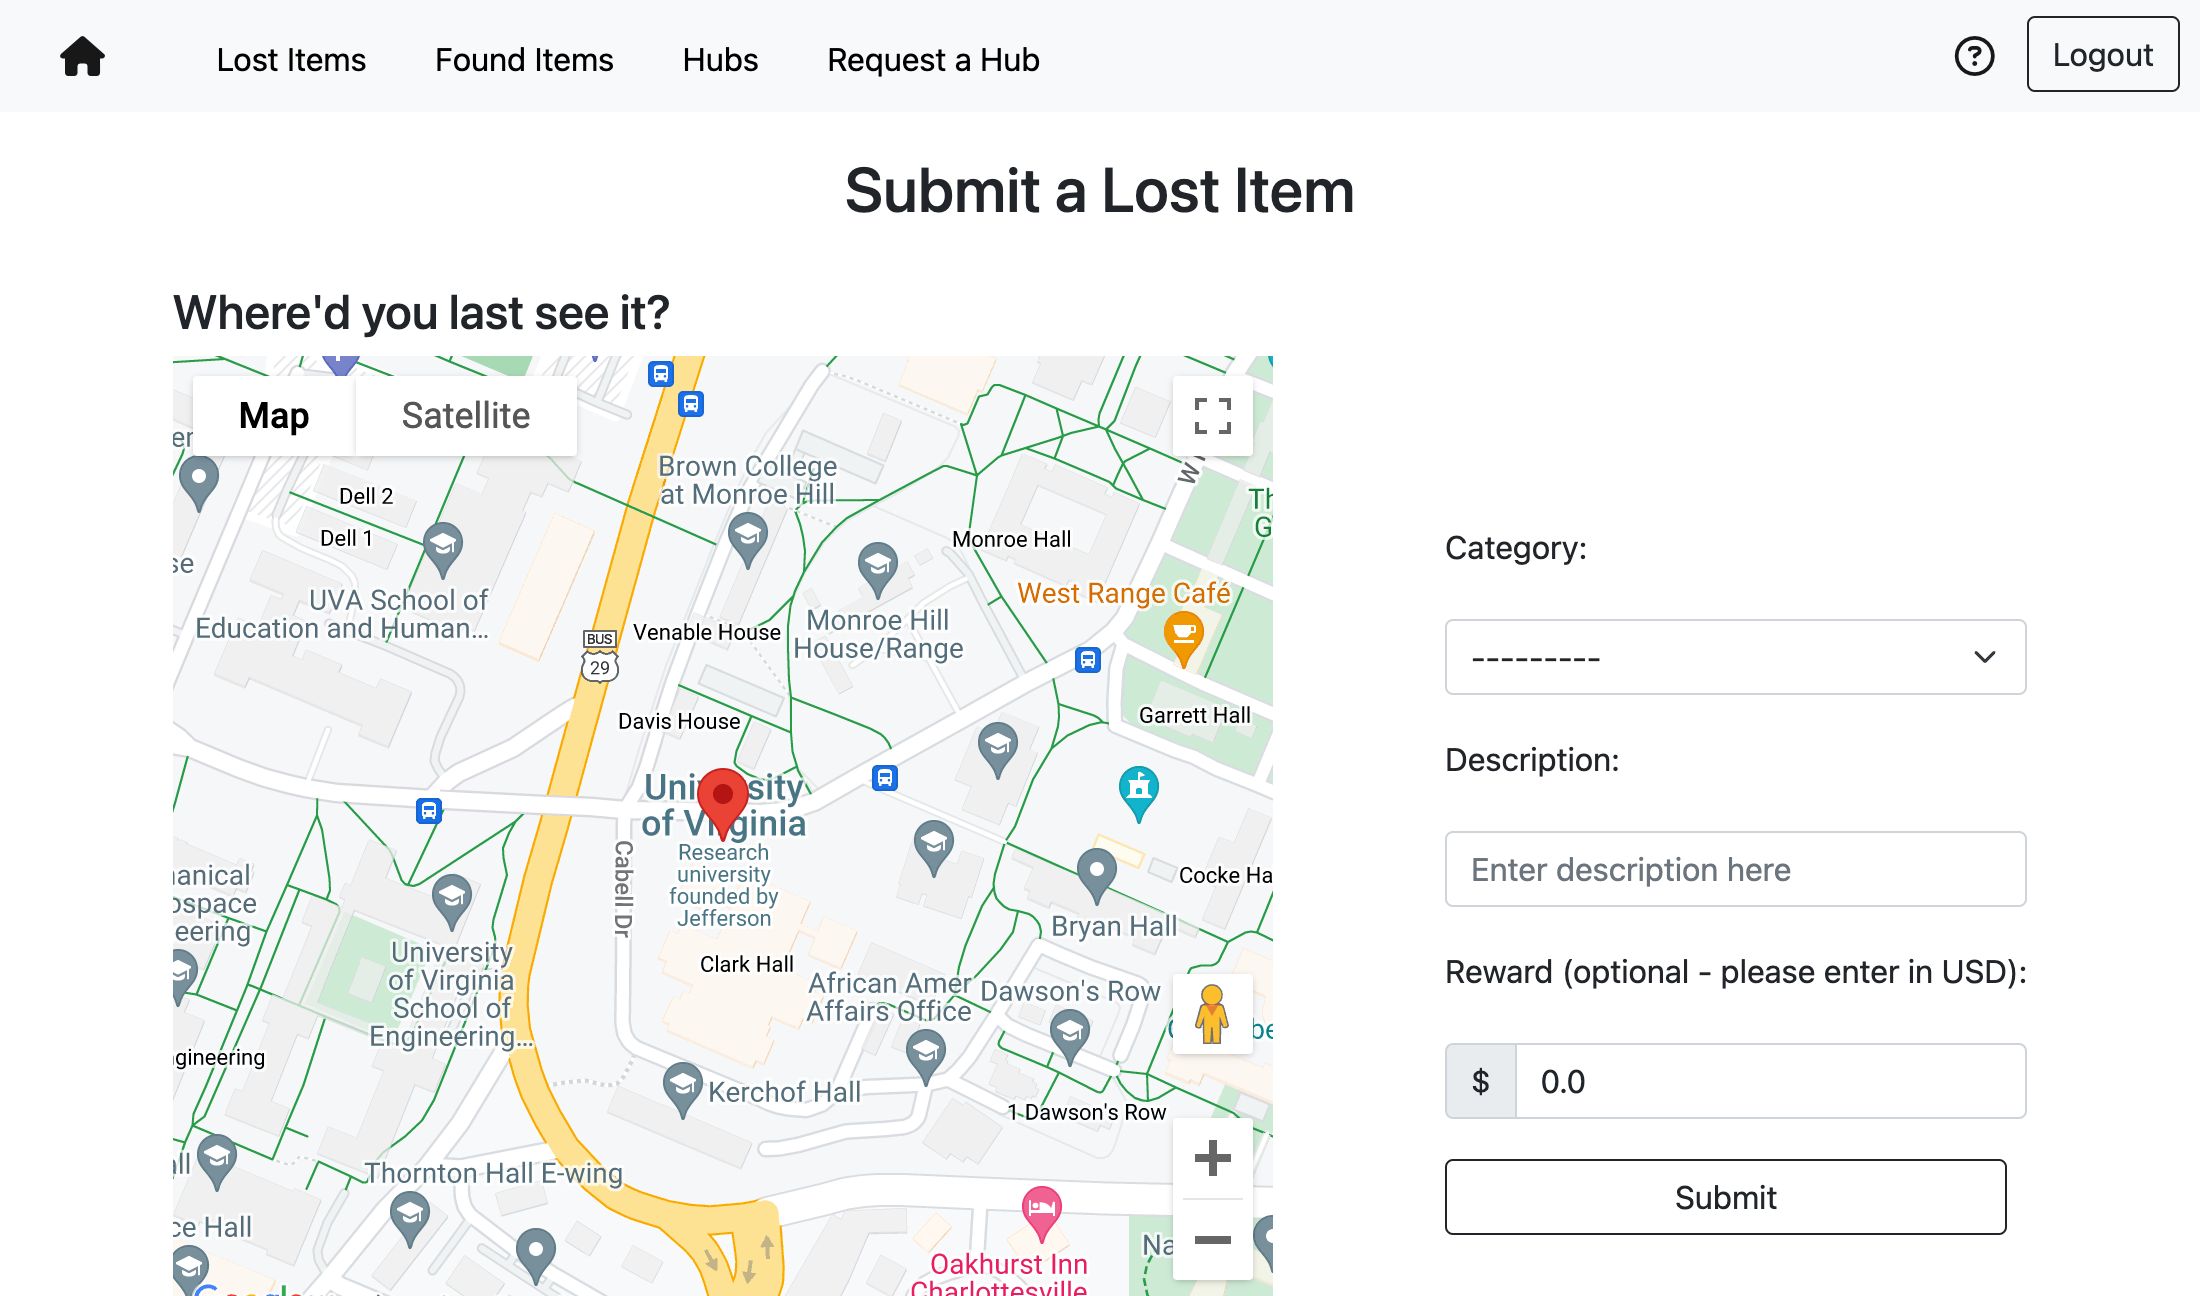 Lost Items
Found Items
Hubs
Request a Hub
?
Logout
Submit a Lost Item
Where'd you last see it?
Map
Satellite
Brown College
at Monroe Hill
Dell 2
Dell 1
Monroe Hall
West Range Café
UVA School of
Education and Human...
Venable House
Monroe Hill
House/Range
BUS
29
Davis House
Garrett Hall
University
of Virginia
Research
university
founded by
Jefferson
Cabell Dr
Clark Hall
Bryan Hall
Cocke Ha
University
of Virginia
School of
Engineering...
African Amer
Affairs Office
Dawson's Row
Kerchof Hall
1 Dawson's Row
Thornton Hall E-wing
Oakhurst Inn
Charlottesville
Google
Category:
---------
Description:
Enter description here
Reward (optional - please enter in USD):
$
0.0
Submit